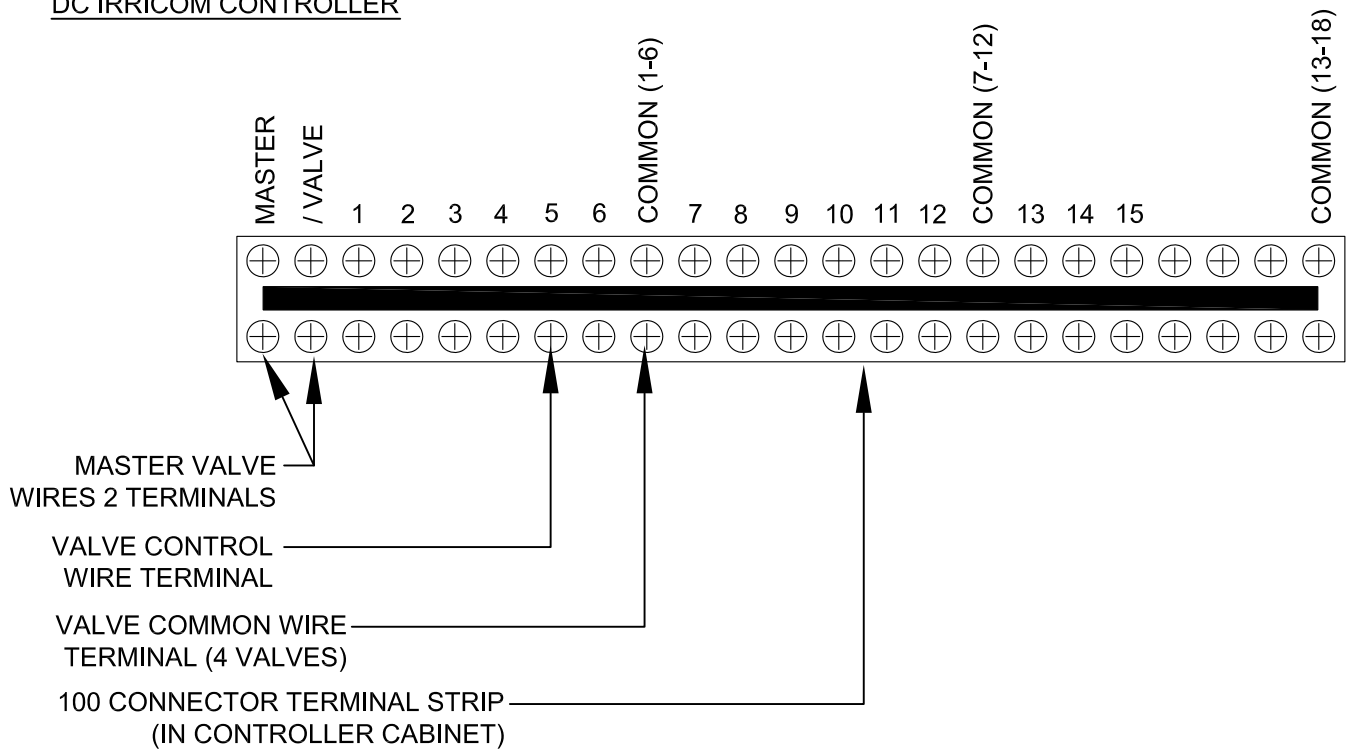 DC IRRICOM CONTROLLER
MASTER
/ VALVE
1
2
3
4
5
6
COMMON (1-6)
7
8
9
10
11
12
COMMON (7-12)
13
14
15
COMMON (13-18)
MASTER VALVE
WIRES 2 TERMINALS
VALVE CONTROL
WIRE TERMINAL
VALVE COMMON WIRE
TERMINAL (4 VALVES)
100 CONNECTOR TERMINAL STRIP
(IN CONTROLLER CABINET)